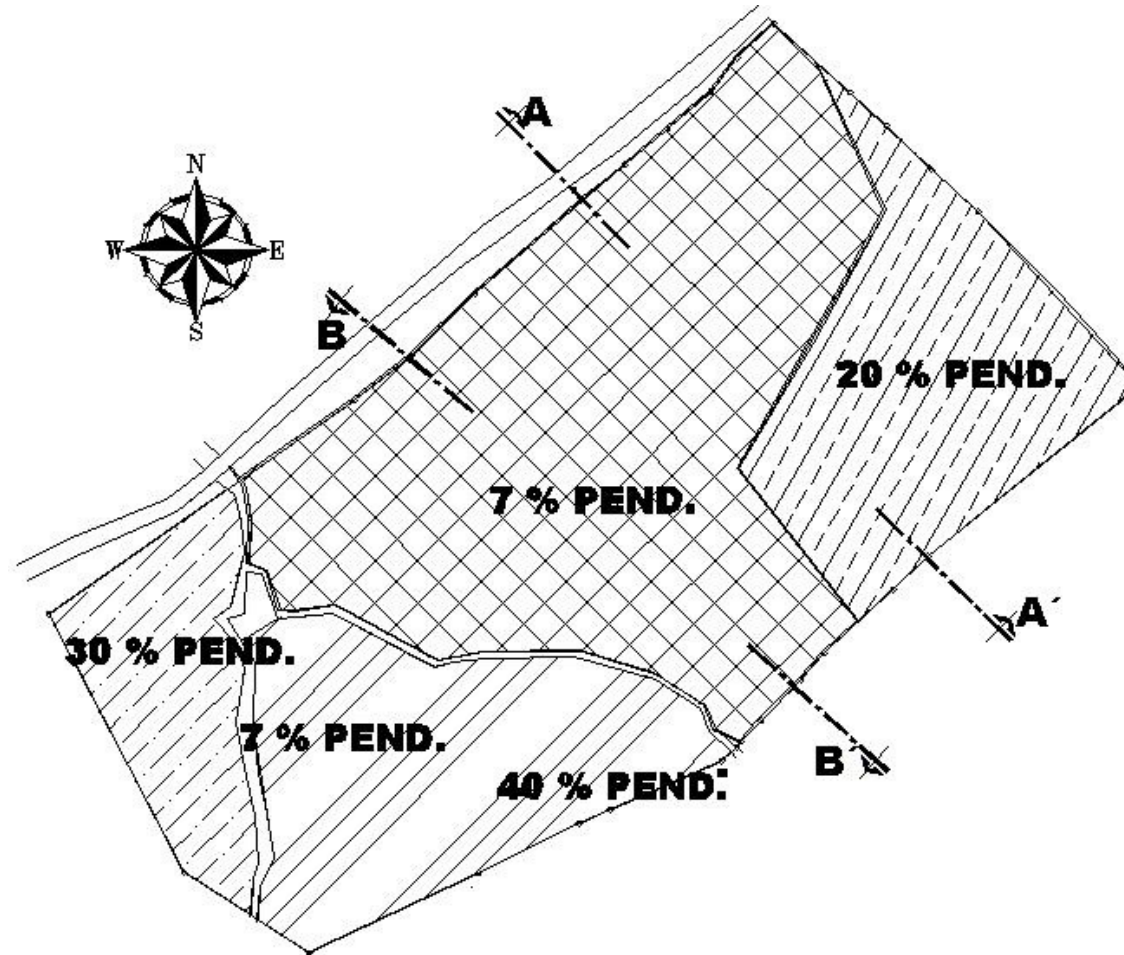 A
N
W E
S
B
20 % PEND.
7 % PEND.
A´
30 % PEND.
7 % PEND.
B´
40 % PEND.